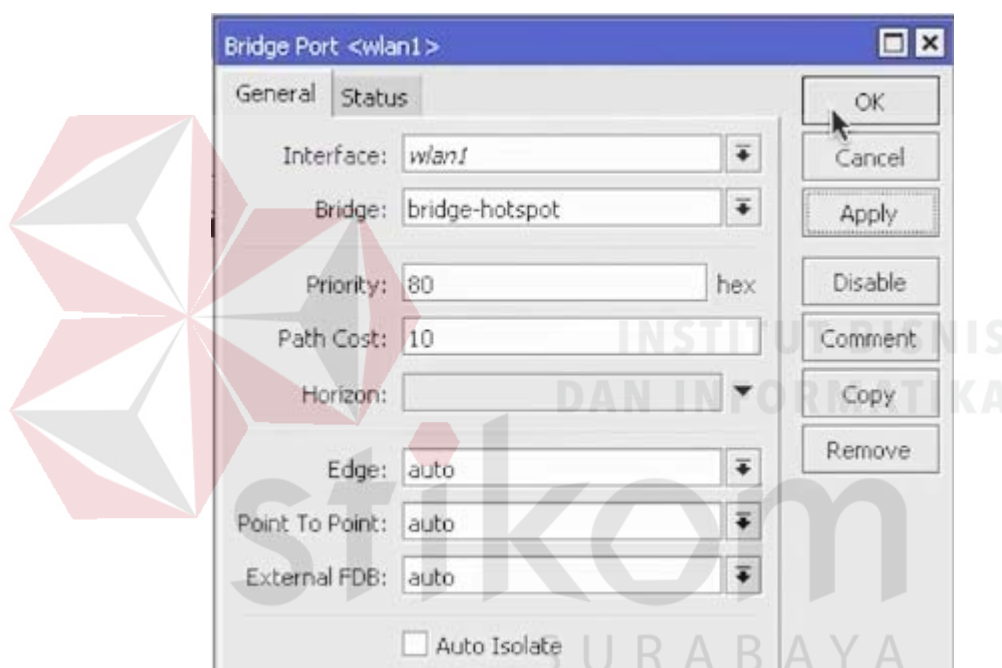 Bridge Port <wlan1>
General Status
OK
Interface: wlan1
Cancel
Bridge: bridge-hotspot
Apply
Priority: 80 hex
Disable
Path Cost: 10
Comment
Horizon:
Copy
Edge: auto
Remove
Point To Point: auto
External FDB: auto
Auto Isolate
INSTITUT BISNIS
DAN INFORMATIKA
stikom
SURABAYA